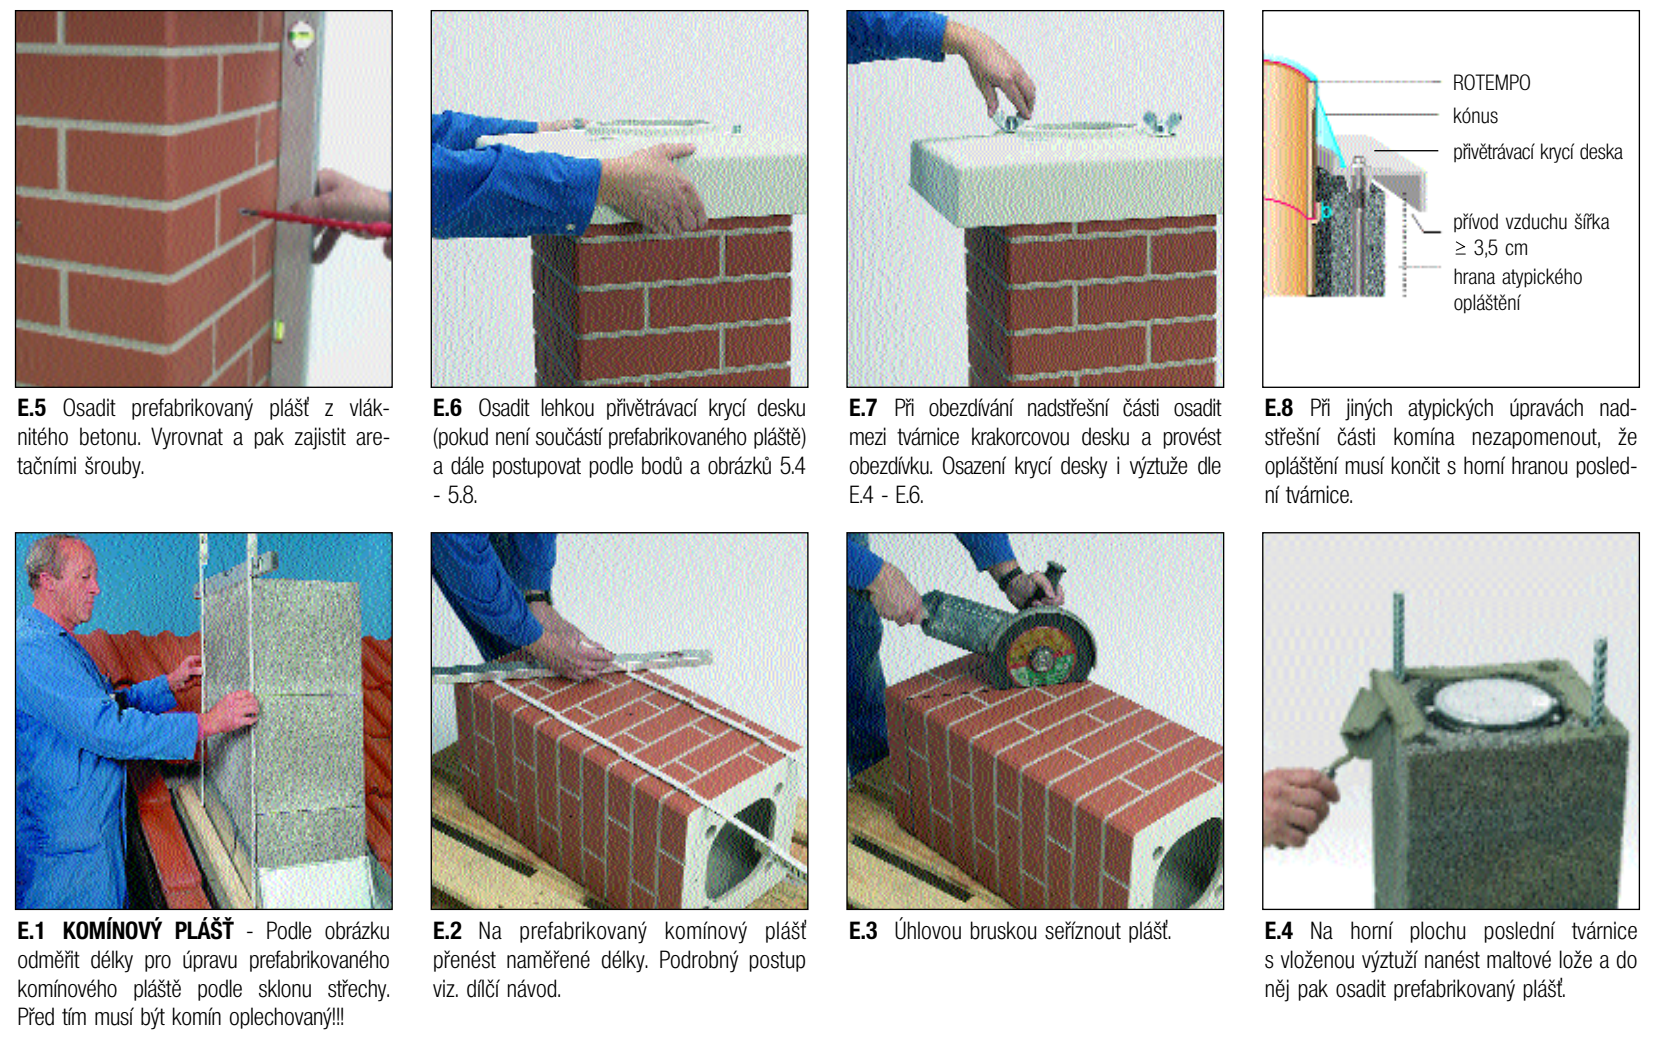 ROTEMPO
kónus
přivětrávací krycí deska
přívod vzduchu šířka
≥ 3,5 cm
hrana atypického
opláštění
E.5 Osadit prefabrikovaný plášť z vlák-
nitého betonu. Vyrovnat a pak zajistit are-
tačními šrouby.
E.6 Osadit lehkou přivětrávací krycí desku
(pokud není součástí prefabrikovaného pláště)
a dále postupovat podle bodů a obrázků 5.4
- 5.8.
E.7 Při obezdívání nadstřešní části osadit
mezi tvárnice krakorcovou desku a provést
obezdívku. Osazení krycí desky i výztuže dle
E.4 - E.6.
E.8 Při jiných atypických úpravách nad-
střešní části komína nezapomenout, že
opláštění musí končit s horní hranou posled-
ní tvárnice.
E.1 KOMÍNOVÝ PLÁŠŤ - Podle obrázku
odměřit délky pro úpravu prefabrikovaného
komínového pláště podle sklonu střechy.
Před tím musí být komín oplechovaný!!!
E.2 Na prefabrikovaný komínový plášť
přenést naměřené délky. Podrobný postup
viz. dílčí návod.
E.3 Úhlovou bruskou seříznout plášť.
E.4 Na horní plochu poslední tvárnice
s vloženou výztuží nanést maltové lože a do
něj pak osadit prefabrikovaný plášť.